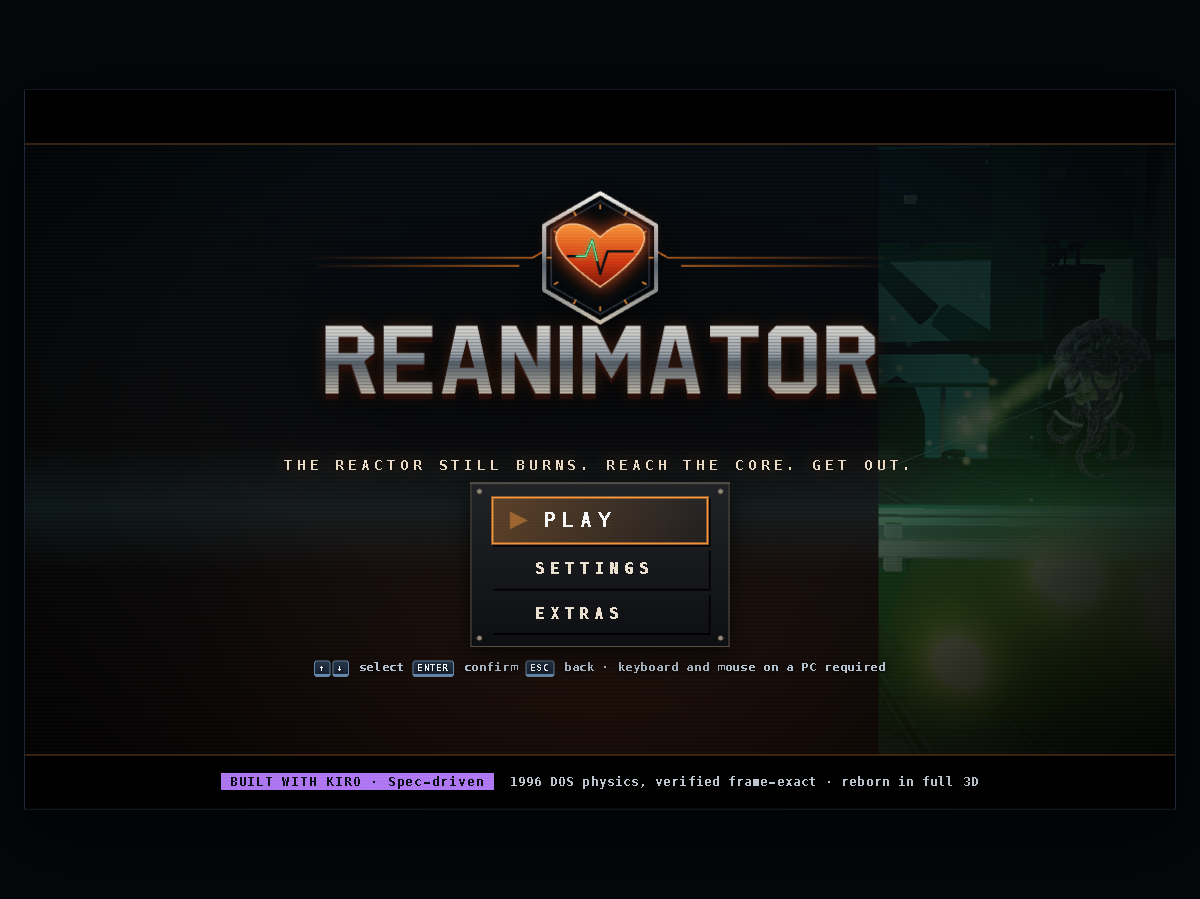 REANIMATOR
THE REACTOR STILL BURNS. REACH THE CORE. GET OUT.
PLAY
SETTINGS
EXTRAS
↑ ↓ select ENTER confirm ESC back · keyboard and mouse on a PC required
BUILT WITH KIRO · Spec-driven 1996 DOS physics, verified frame-exact · reborn in full 3D